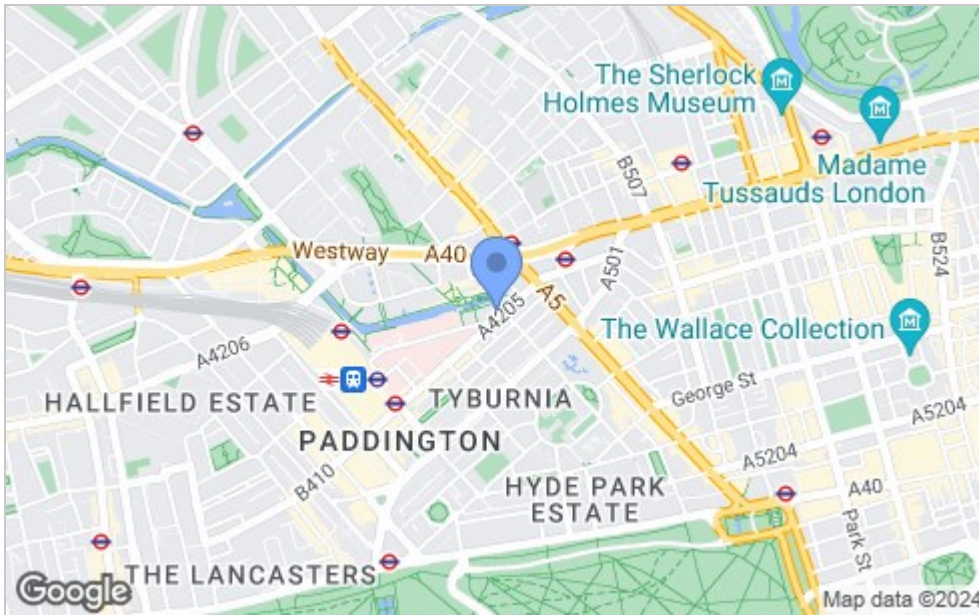 The Sherlock
Holmes Museum
B507
Madame
Tussauds London
Westway
A40
A501
B524
A5
A4205
The Wallace Collection
A4206
George St
HALLFIELD ESTATE
TYBURNIA
A5204
PADDINGTON
A5204
B410
HYDE PARK
ESTATE
A40
Park St
THE LANCASTERS
Google
Map data ©202